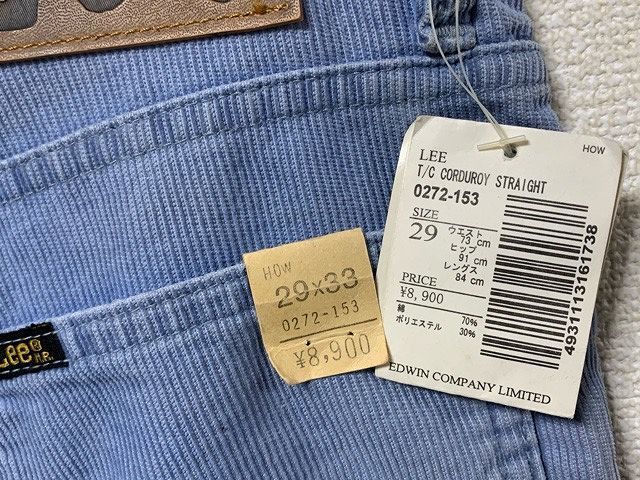 HOW
LEE
T/C CORDUROY STRAIGHT
0272-153
SIZE
29
ウエスト
73 cm
ヒップ
91 cm
レングス
84 cm
PRICE
¥8,900
綿 70%
ポリエステル 30%
4931113161738
EDWIN COMPANY LIMITED
HOW
29×33
0272-153
¥8,900
Lee®
M.R.